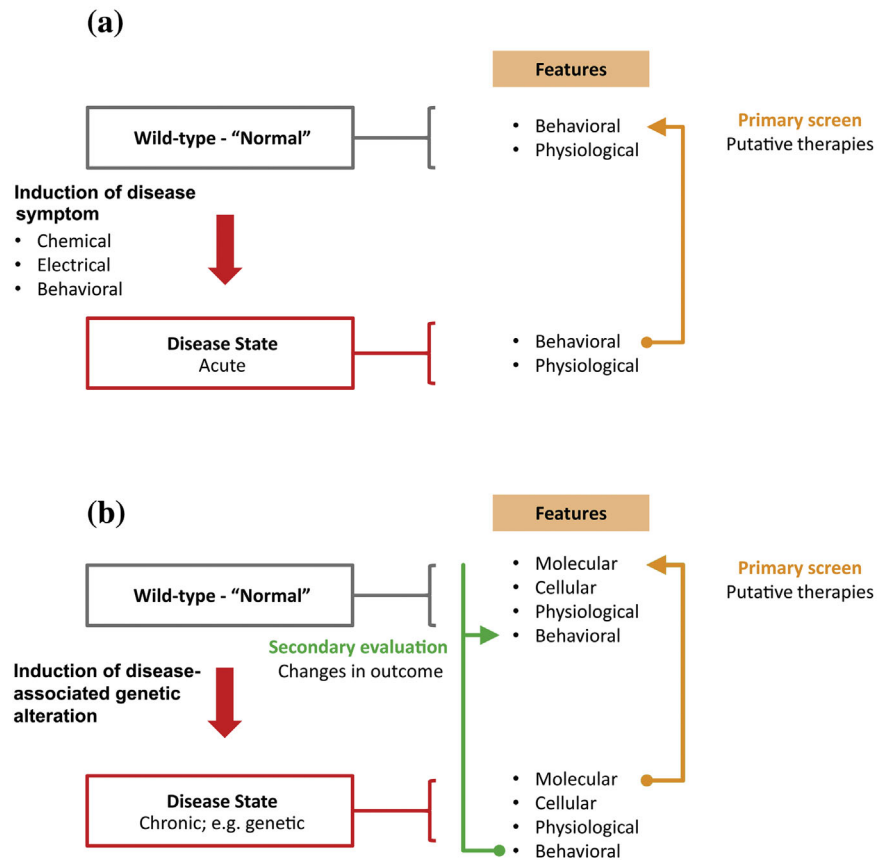 (a)
Features
Wild-type - “Normal”
• Behavioral
• Physiological
Primary screen
Putative therapies
Induction of disease
symptom
• Chemical
• Electrical
• Behavioral
Disease State
Acute
• Behavioral
• Physiological
(b)
Features
Wild-type - “Normal”
• Molecular
• Cellular
• Physiological
• Behavioral
Primary screen
Putative therapies
Secondary evaluation
Changes in outcome
Induction of disease-
associated genetic
alteration
Disease State
Chronic; e.g. genetic
• Molecular
• Cellular
• Physiological
• Behavioral